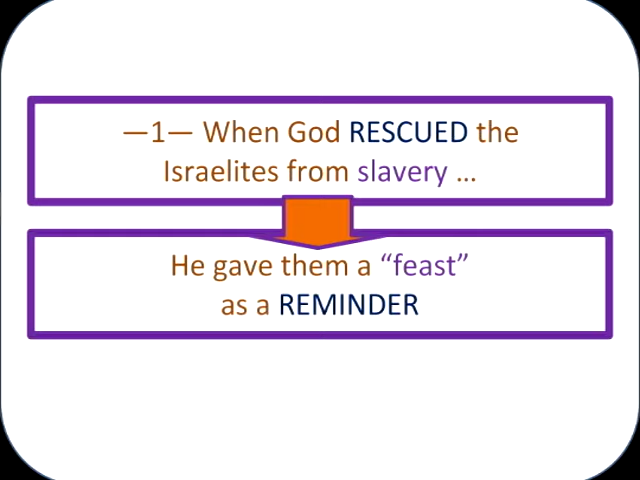 —1— When God RESCUED the
Israelites from slavery ...
He gave them a “feast”
as a REMINDER